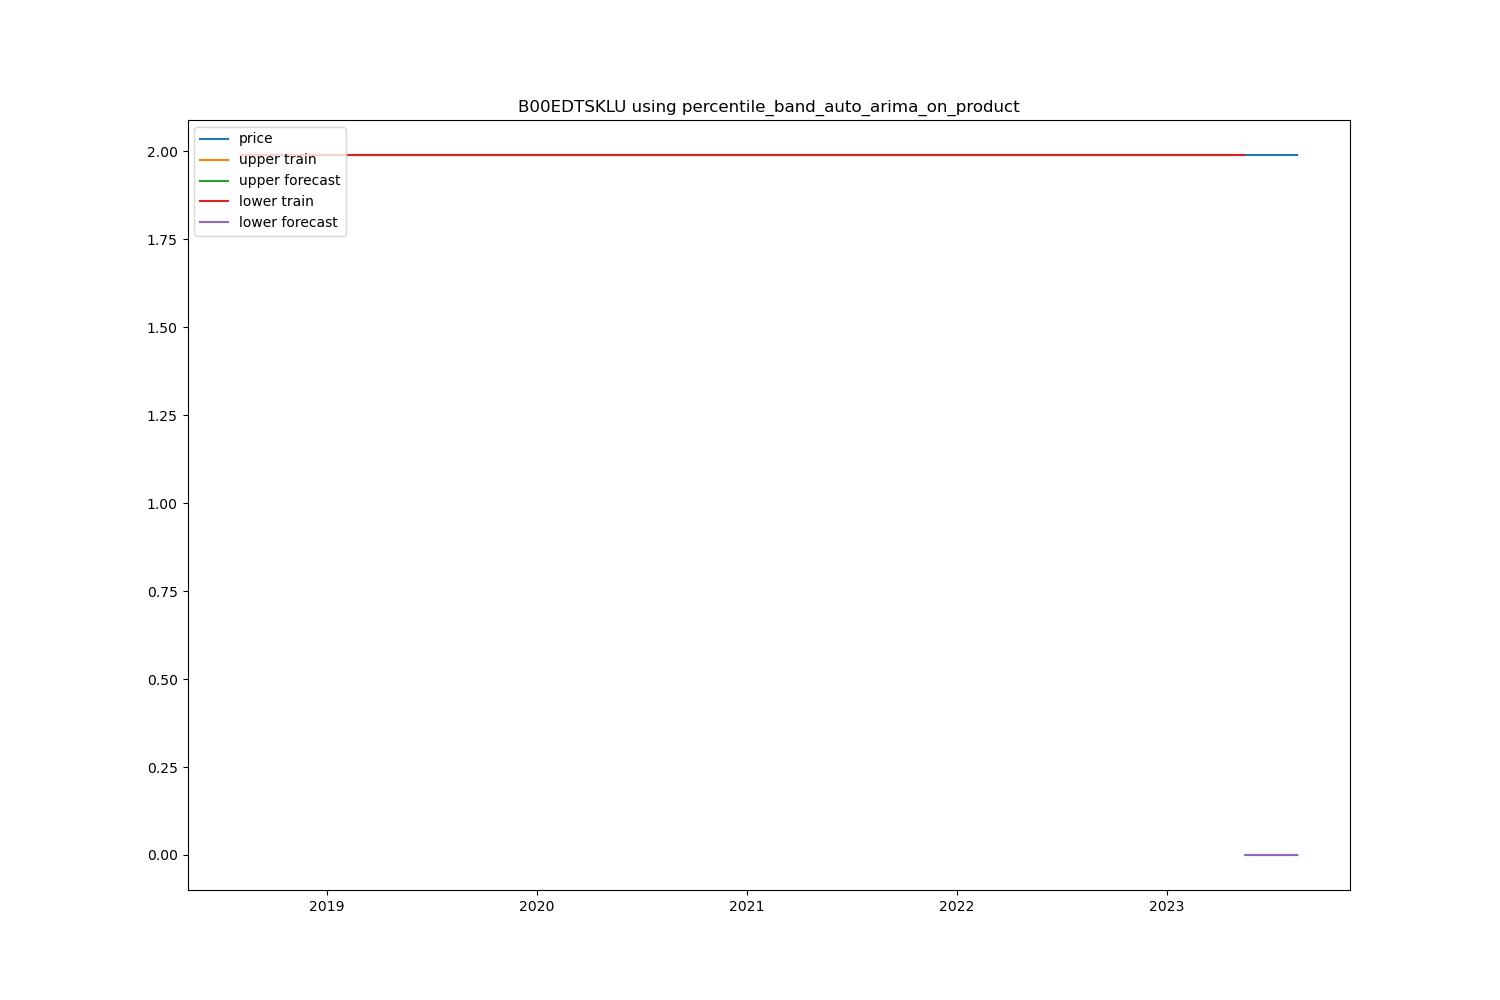 B00EDTSKLU using percentile_band_auto_arima_on_product
price
upper train
upper forecast
lower train
lower forecast
2.00
1.75
1.50
1.25
1.00
0.75
0.50
0.25
0.00
2019
2020
2021
2022
2023